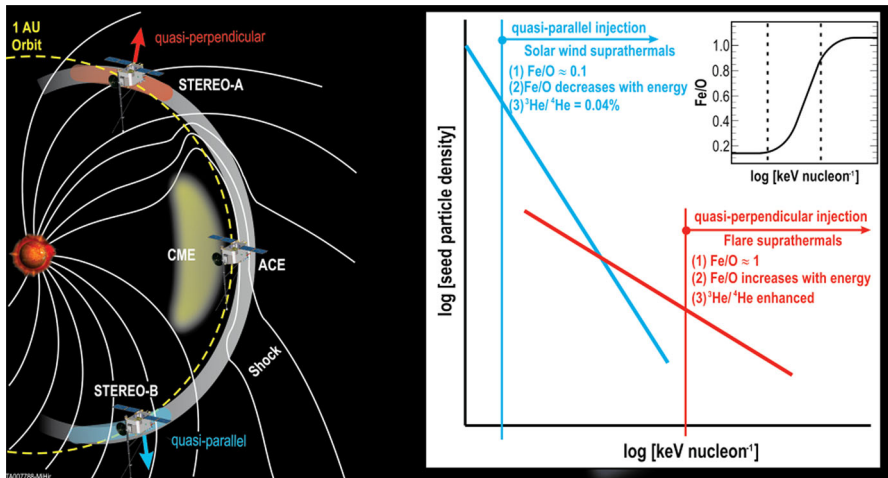 1 AU
Orbit
quasi-perpendicular
STEREO-A
CME
ACE
Shock
STEREO-B
quasi-parallel
log [seed particle density]
quasi-parallel injection
Solar wind suprathermals
(1) Fe/O ≈ 0.1
(2)Fe/O decreases with energy
(3)³He/ ⁴He = 0.04%
Fe/O
1.0
0.8
0.6
0.4
0.2
log [keV nucleon⁻¹]
quasi-perpendicular injection
Flare suprathermals
(1) Fe/O ≈ 1
(2) Fe/O increases with energy
(3)³He/ ⁴He enhanced
log [keV nucleon⁻¹]